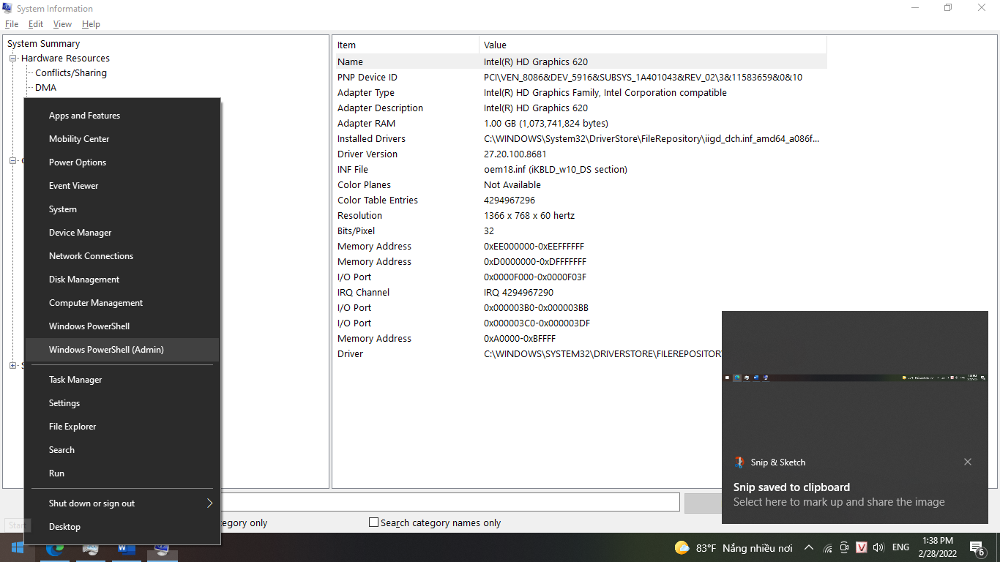 System Information
File Edit View Help
System Summary
Hardware Resources
Conflicts/Sharing
DMA
Apps and Features
Mobility Center
Power Options
Event Viewer
System
Device Manager
Network Connections
Disk Management
Computer Management
Windows PowerShell
Windows PowerShell (Admin)
Task Manager
Settings
File Explorer
Search
Run
Shut down or sign out
Desktop
Item Value
Name Intel(R) HD Graphics 620
PNP Device ID PCI\VEN_8086&DEV_5916&SUBSYS_1A401043&REV_02\3&11583659&0&10
Adapter Type Intel(R) HD Graphics Family, Intel Corporation compatible
Adapter Description Intel(R) HD Graphics 620
Adapter RAM 1.00 GB (1,073,741,824 bytes)
Installed Drivers C:\WINDOWS\System32\DriverStore\FileRepository\iigd_dch.inf_amd64_a086f...
Driver Version 27.20.100.8681
INF File oem18.inf (iKBLD_w10_DS section)
Color Planes Not Available
Color Table Entries 4294967296
Resolution 1366 x 768 x 60 hertz
Bits/Pixel 32
Memory Address 0xEE000000-0xEEFFFFFF
Memory Address 0xD0000000-0xDFFFFFFF
I/O Port 0x0000F000-0x0000F03F
IRQ Channel IRQ 4294967290
I/O Port 0x000003B0-0x000003BB
I/O Port 0x000003C0-0x000003DF
Memory Address 0xA0000-0xBFFFF
Driver C:\WINDOWS\SYSTEM32\DRIVERSTORE\FILEREPOSITORY
Snip & Sketch
Snip saved to clipboard
Select here to mark up and share the image
Start
egory only
Search category names only
83°F Nắng nhiều nơi V ENG 1:38 PM
2/28/2022
6